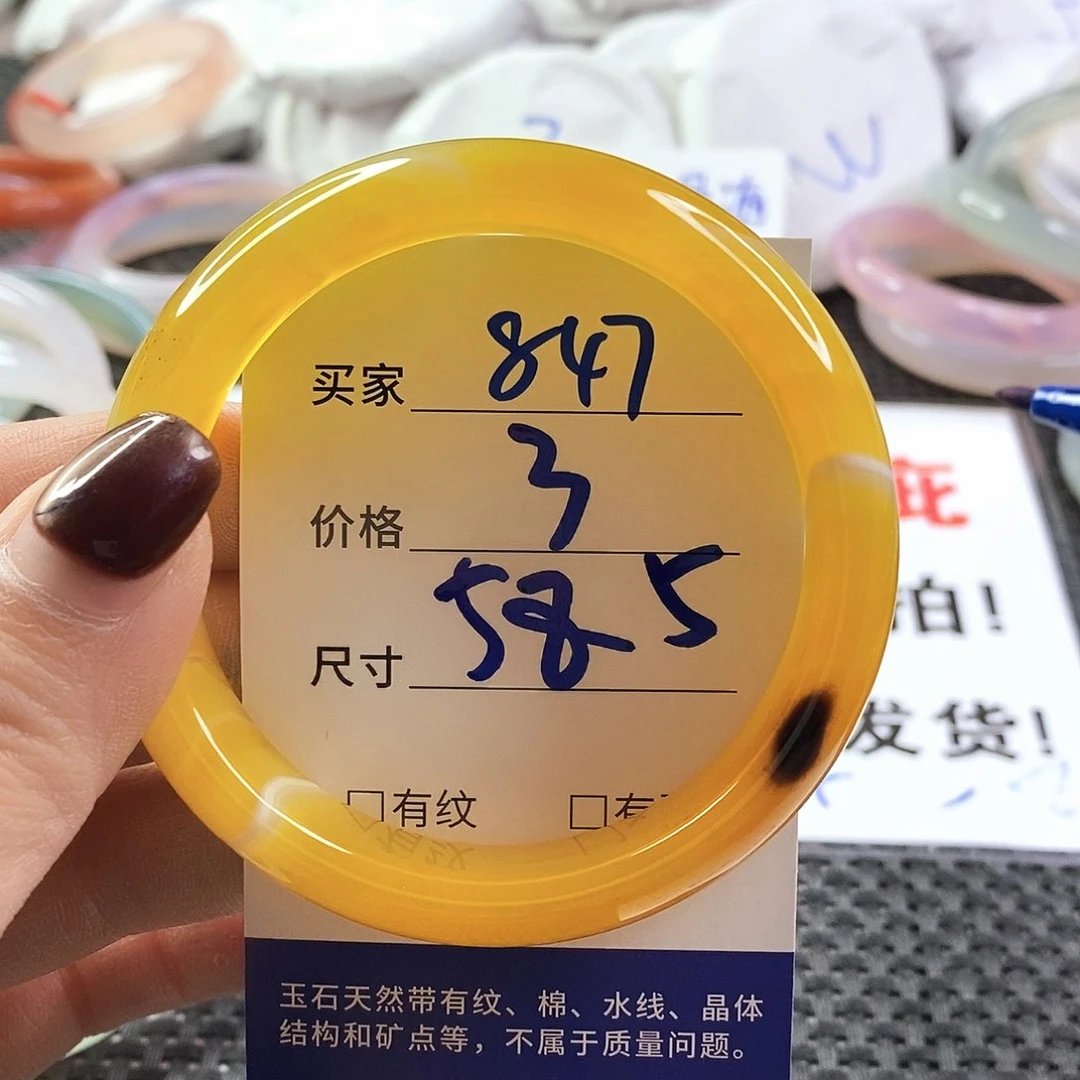 买家 847
价格 3
尺寸 58.5
□有纹 □有
玉石天然带有纹、棉、水线、晶体
结构和矿点等，不属于质量问题。
疵
拍!
发货!